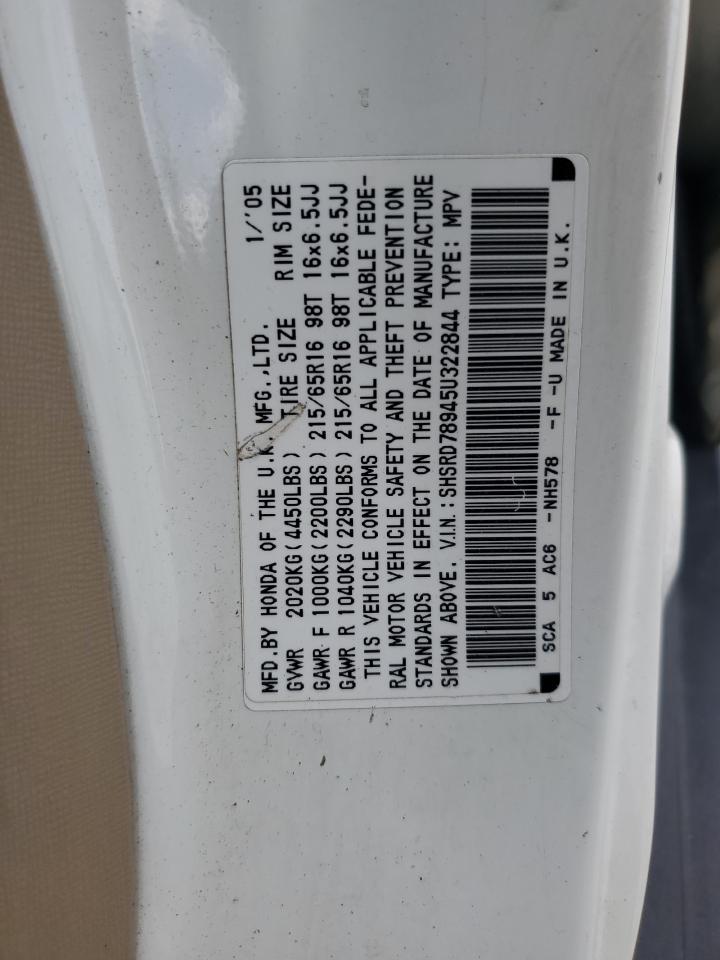 MFD.BY HONDA OF THE U.K. MFG.,LTD. 1/'05
GVWR 2020KG(4450LBS) TIRE SIZE RIM SIZE
GAWR F 1000KG(2200LBS) 215/65R16 98T 16x6.5JJ
GAWR R 1040KG(2290LBS) 215/65R16 98T 16x6.5JJ
THIS VEHICLE CONFORMS TO ALL APPLICABLE FEDE-
RAL MOTOR VEHICLE SAFETY AND THEFT PREVENTION
STANDARDS IN EFFECT ON THE DATE OF MANUFACTURE
SHOWN ABOVE. V.I.N.: SHSRD78945U322844 TYPE: MPV
SCA 5 AC6 -NH578 -F -U MADE IN U.K.